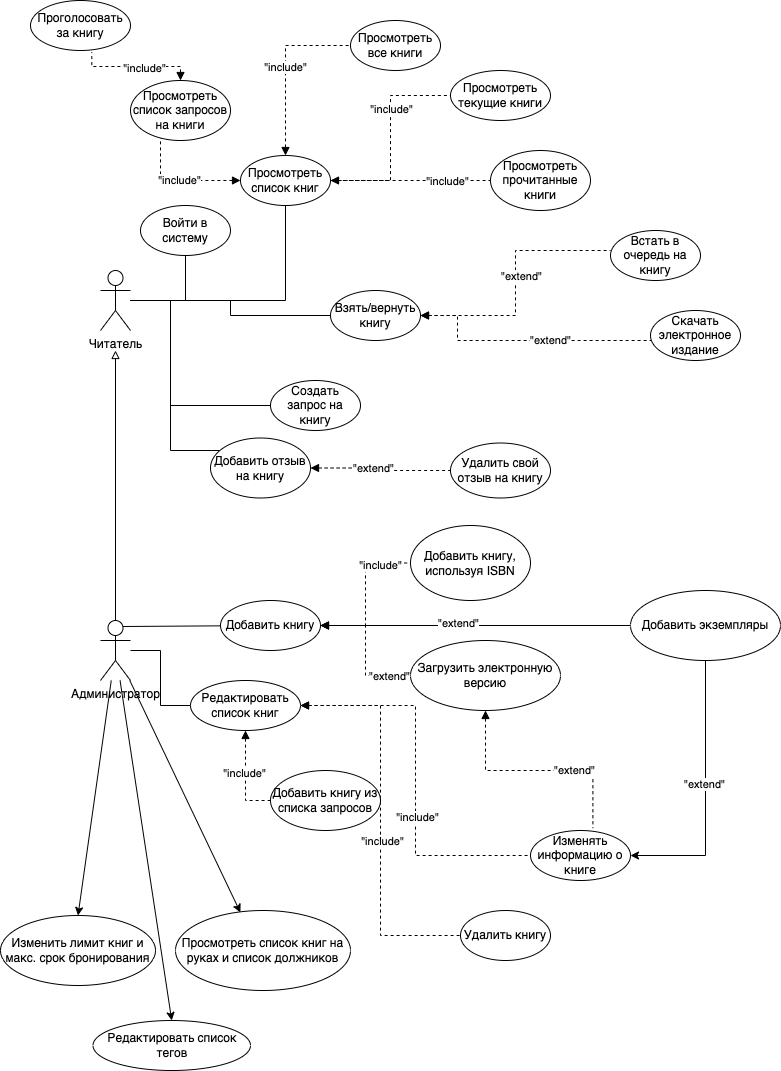 Проголосовать
за книгу
"include"
Просмотреть
список запросов
на книги
"include"
Просмотреть
все книги
"include"
Просмотреть
текущие книги
"include"
Просмотреть
список книг
"include"
Просмотреть
прочитанные
книги
Войти в
систему
Читатель
Встать в
очередь на
книгу
"extend"
Взять/вернуть
книгу
"extend"
Скачать
электронное
издание
Создать
запрос на
книгу
Добавить отзыв
на книгу
"extend"
Удалить свой
отзыв на книгу
"include"
Добавить книгу,
используя ISBN
Добавить книгу
"extend"
Добавить экземпляры
"extend"
Загрузить электронную
версию
Администратор
Редактировать
список книг
"include"
Добавить книгу из
списка запросов
"extend"
"extend"
"include"
"include"
Изменять
информацию о
книге
Удалить книгу
Изменить лимит книг и
макс. срок бронирования
Просмотреть список книг на
руках и список должников
Редактировать список
тегов